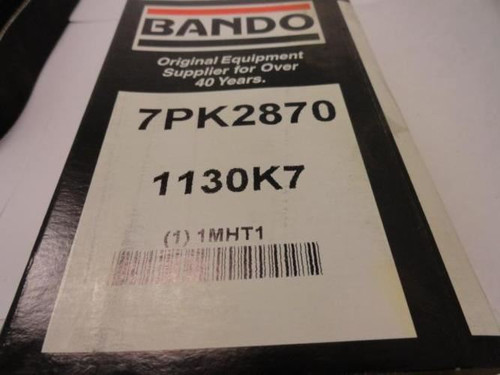 BANDO
Original Equipment
Supplier for Over
40 Years.
7PK2870
1130K7
(1) 1MHT1